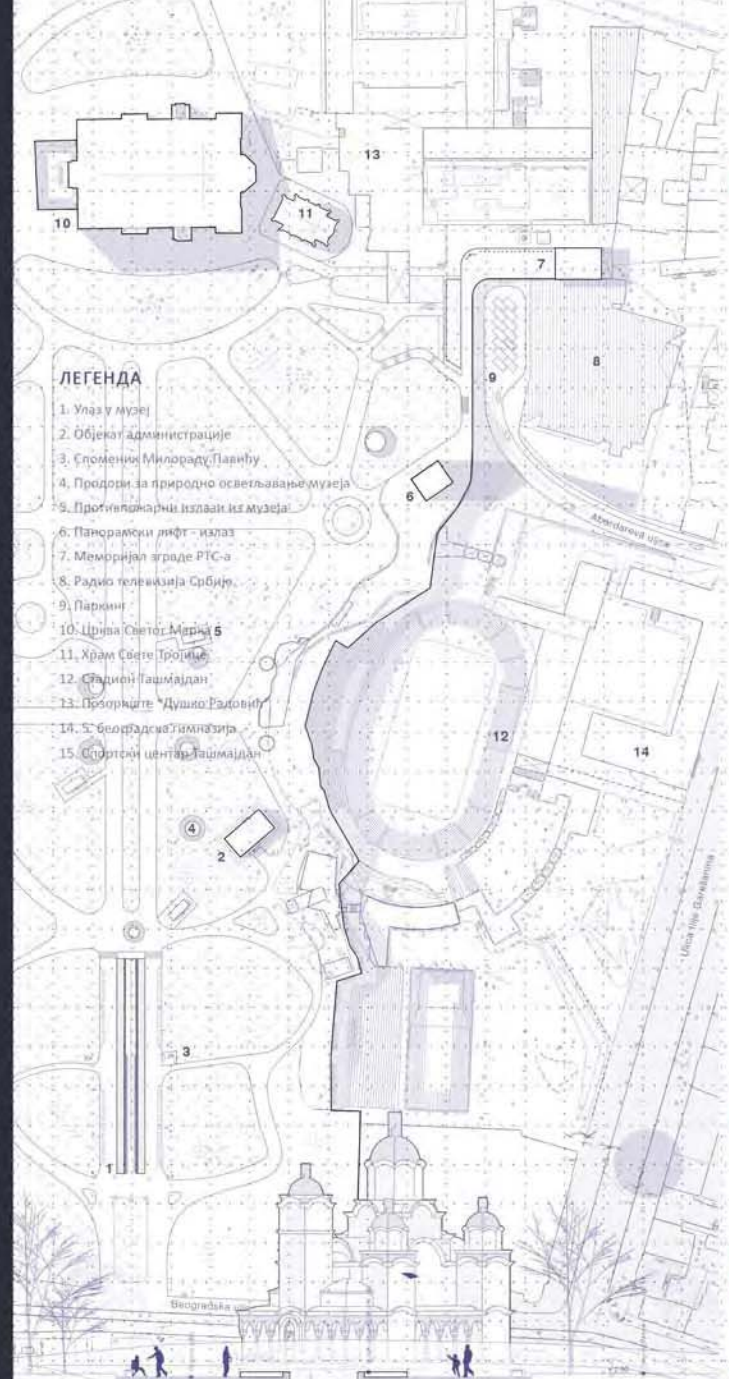 13
11
10
7
8
9
ЛЕГЕНДА
1. Улаз у музеј
2. Објекат администрације
3. Споменик Милораду Павићу
4. Продори за природно осветљавање музеја
5. Противпожарни излази из музеја
6. Панорамски лифт - излаз
7. Меморијал зграде РТС-а
8. Радио телевизија Србије
9. Паркинг
10. Црква Светог Марка
11. Храм Свете Тројице
12. Стадион Ташмајдан
13. Позориште "Душко Радовић"
14. 5. београдска гимназија
15. Спортски центар Ташмајдан
6
Aberdareva ulica
5
12
14
4
2
Ulica Ilije Garašanina
3
1
Beogradska